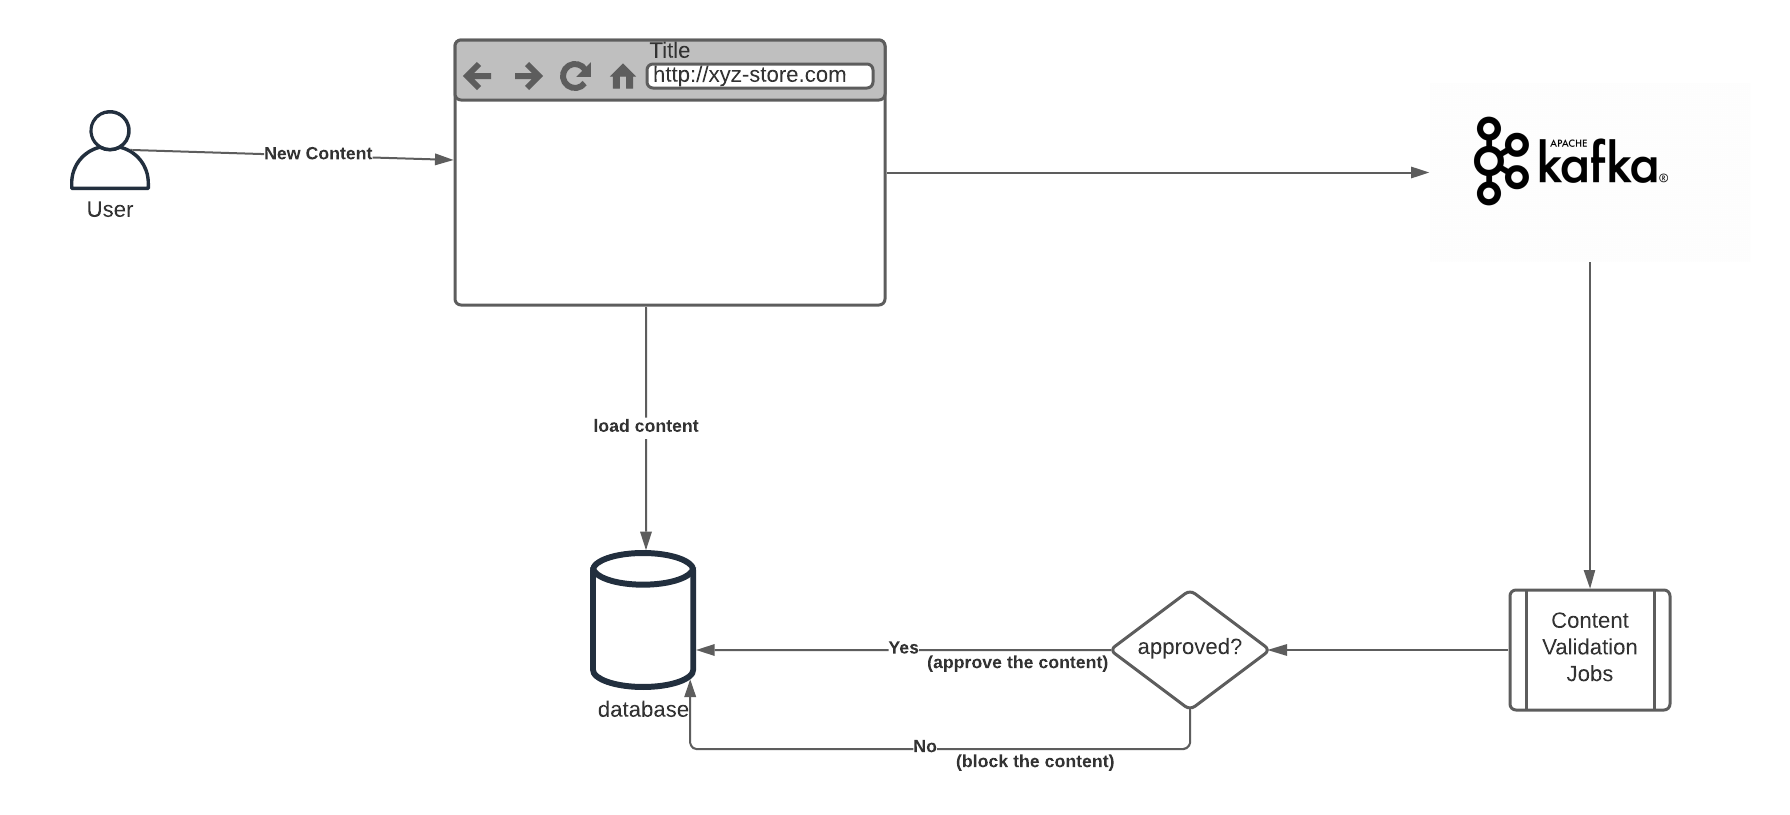 Title
http://xyz-store.com
New Content
User
APACHE
kafka®
load content
Content
Validation
Jobs
approved?
Yes
(approve the content)
database
No
(block the content)